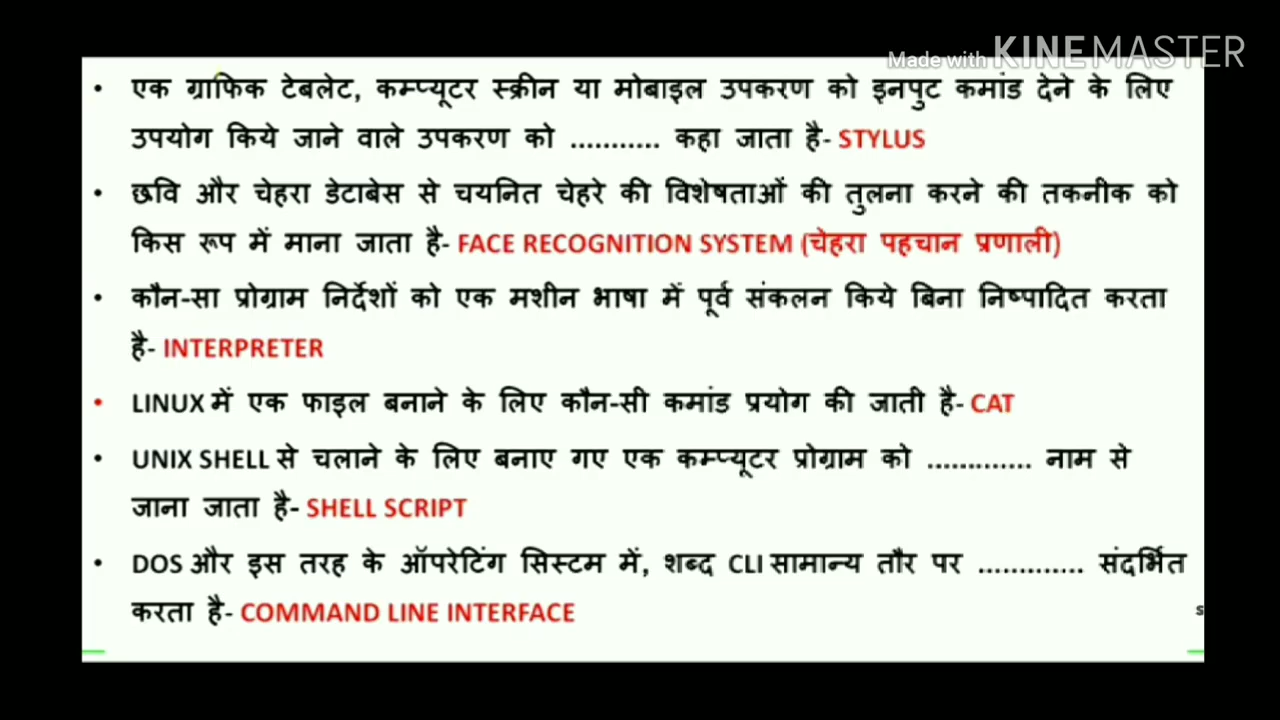 Made with KINEMASTER
• एक ग्राफिक टेबलेट, कम्प्यूटर स्क्रीन या मोबाइल उपकरण को इनपुट कमांड देने के लिए
उपयोग किये जाने वाले उपकरण को ........... कहा जाता है- STYLUS
• छवि और चेहरा डेटाबेस से चयनित चेहरे की विशेषताओं की तुलना करने की तकनीक को
किस रूप में माना जाता है- FACE RECOGNITION SYSTEM (चेहरा पहचान प्रणाली)
• कौन-सा प्रोग्राम निर्देशों को एक मशीन भाषा में पूर्व संकलन किये बिना निष्पादित करता
है- INTERPRETER
• LINUX में एक फाइल बनाने के लिए कौन-सी कमांड प्रयोग की जाती है- CAT
• UNIX SHELL से चलाने के लिए बनाए गए एक कम्प्यूटर प्रोग्राम को ............. नाम से
जाना जाता है- SHELL SCRIPT
• DOS और इस तरह के ऑपरेटिंग सिस्टम में, शब्द CLI सामान्य तौर पर ............. संदर्भित
करता है- COMMAND LINE INTERFACE
s